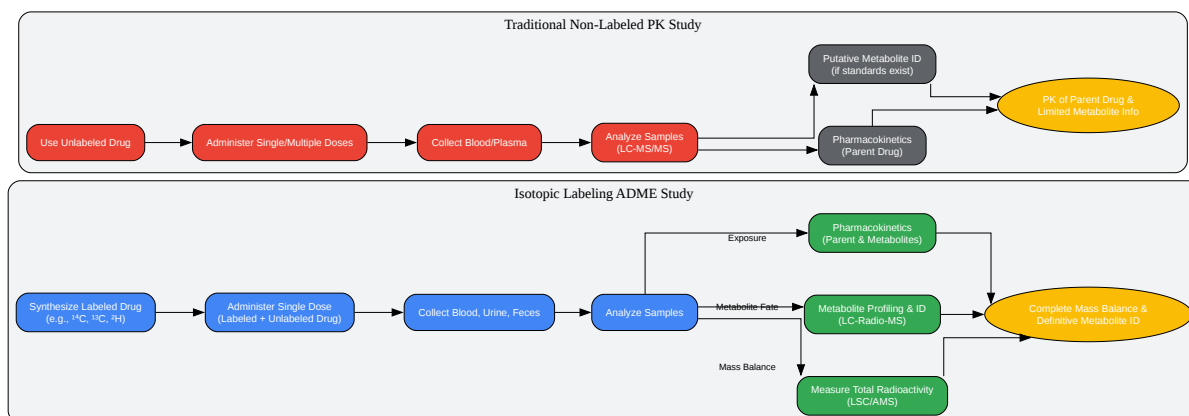 Traditional Non-Labeled PK Study
Putative Metabolite ID
(if standards exist)
PK of Parent Drug &
Limited Metabolite Info
Use Unlabeled Drug
Administer Single/Multiple Doses
Collect Blood/Plasma
Analyze Samples
(LC-MS/MS)
Pharmacokinetics
(Parent Drug)
Isotopic Labeling ADME Study
Exposure
Pharmacokinetics
(Parent & Metabolites)
Synthesize Labeled Drug
(e.g., ¹⁴C, ¹³C, ²H)
Administer Single Dose
(Labeled + Unlabeled Drug)
Collect Blood, Urine, Feces
Analyze Samples
Metabolite Fate
Metabolite Profiling & ID
(LC-Radio-MS)
Complete Mass Balance &
Definitive Metabolite ID
Mass Balance
Measure Total Radioactivity
(LSC/AMS)